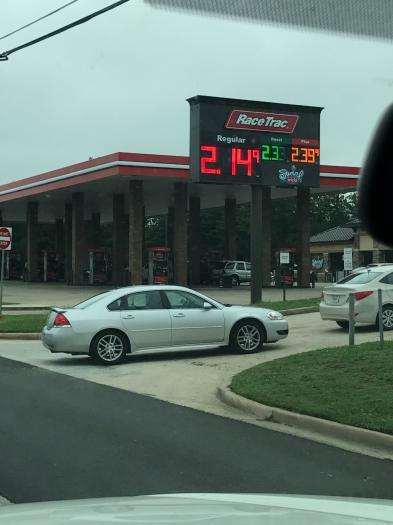 RaceTrac
Regular Diesel Plus
2.14⁹ 2.3 2.39⁹